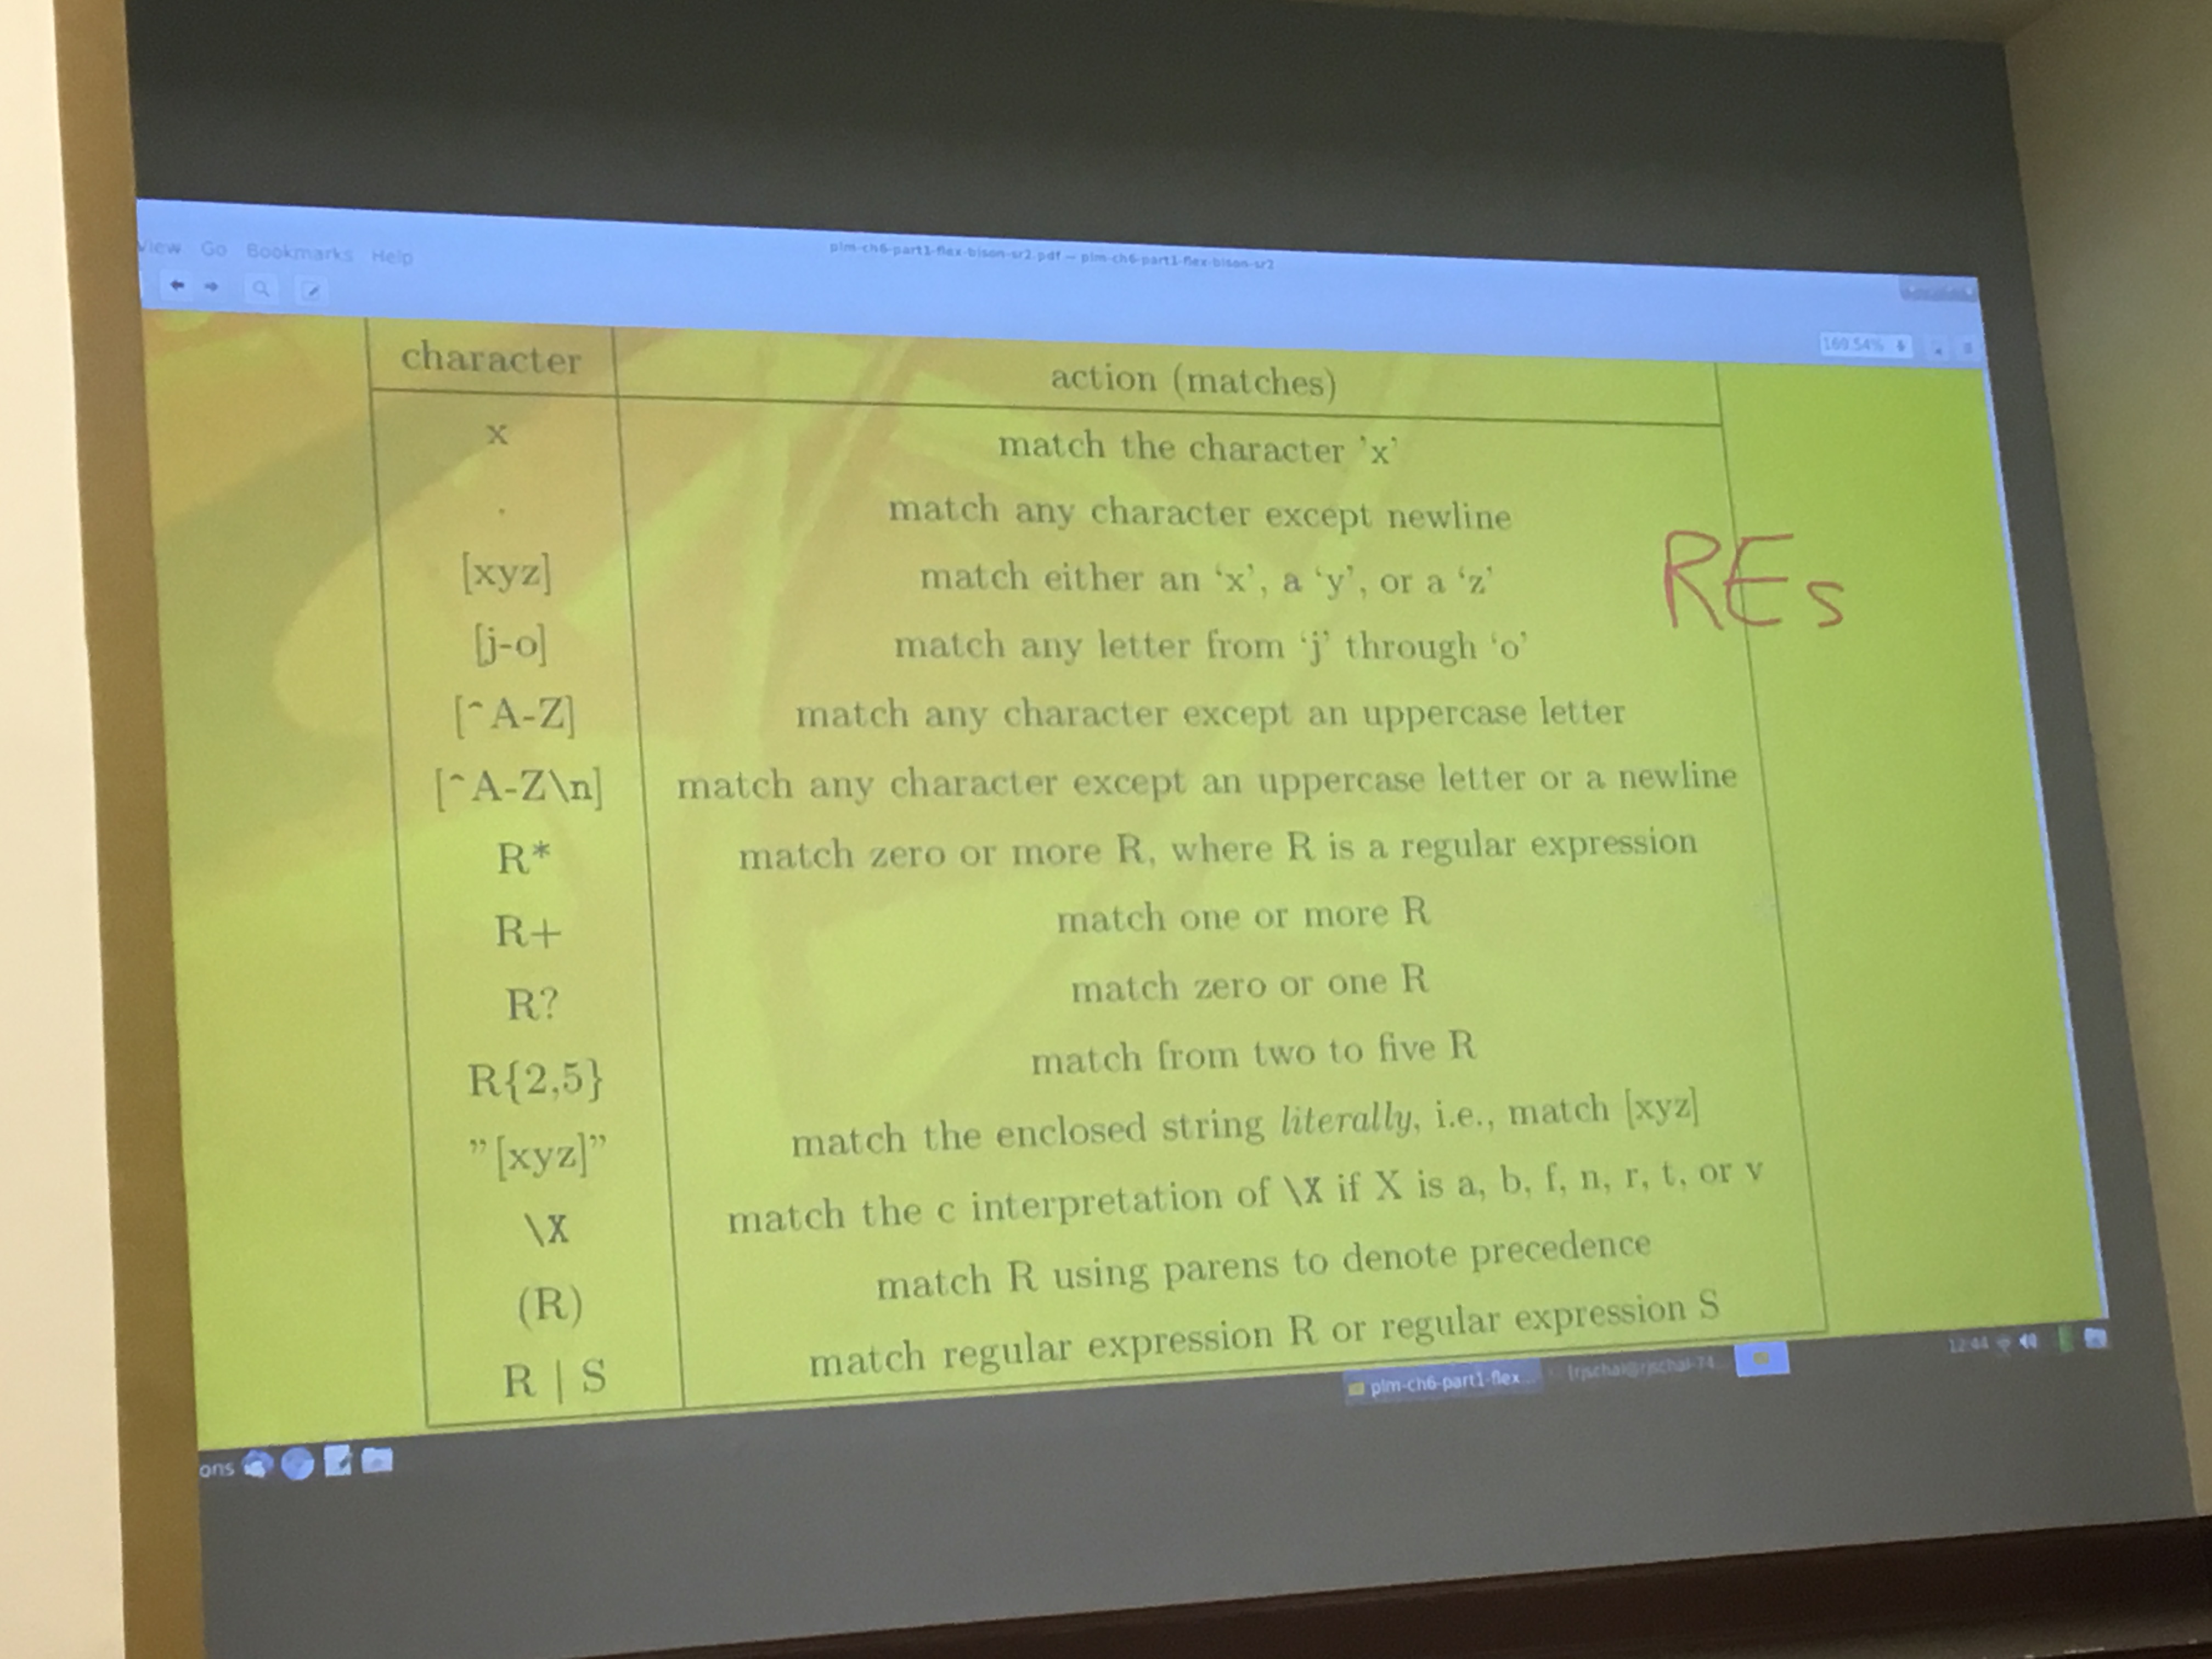 View Go Bookmarks Help
plm-ch6-part1-flex-bison-sr2.pdf — plm-ch6-part1-flex-bison-sr2
169.54%
character action (matches)
x match the character ’x’
. match any character except newline
[xyz] match either an ‘x’, a ‘y’, or a ‘z’
REs
[j-o] match any letter from ‘j’ through ‘o’
[^A-Z] match any character except an uppercase letter
[^A-Z\n] match any character except an uppercase letter or a newline
R* match zero or more R, where R is a regular expression
R+ match one or more R
R? match zero or one R
R{2,5} match from two to five R
”[xyz]” match the enclosed string literally, i.e., match [xyz]
\X match the c interpretation of \X if X is a, b, f, n, r, t, or v
(R) match R using parens to denote precedence
R | S match regular expression R or regular expression S
ons plm-ch6-part1-flex... 12:44